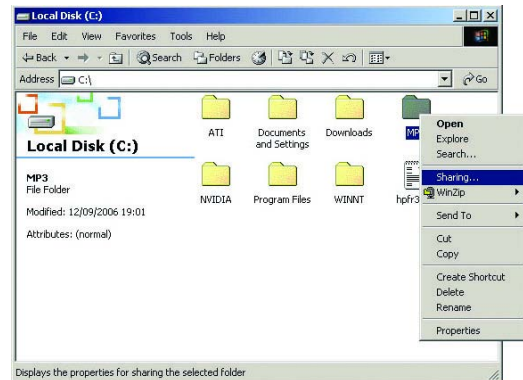 Local Disk (C:)
File Edit View Favorites Tools Help
Back Search Folders
Address C:\ Go
Local Disk (C:)
MP3
File Folder
Modified: 12/09/2006 19:01
Attributes: (normal)
ATI
Documents and Settings
Downloads
MP
NVIDIA
Program Files
WINNT
hpfr3
Open
Explore
Search...
Sharing...
WinZip
Send To
Cut
Copy
Create Shortcut
Delete
Rename
Properties
Displays the properties for sharing the selected folder